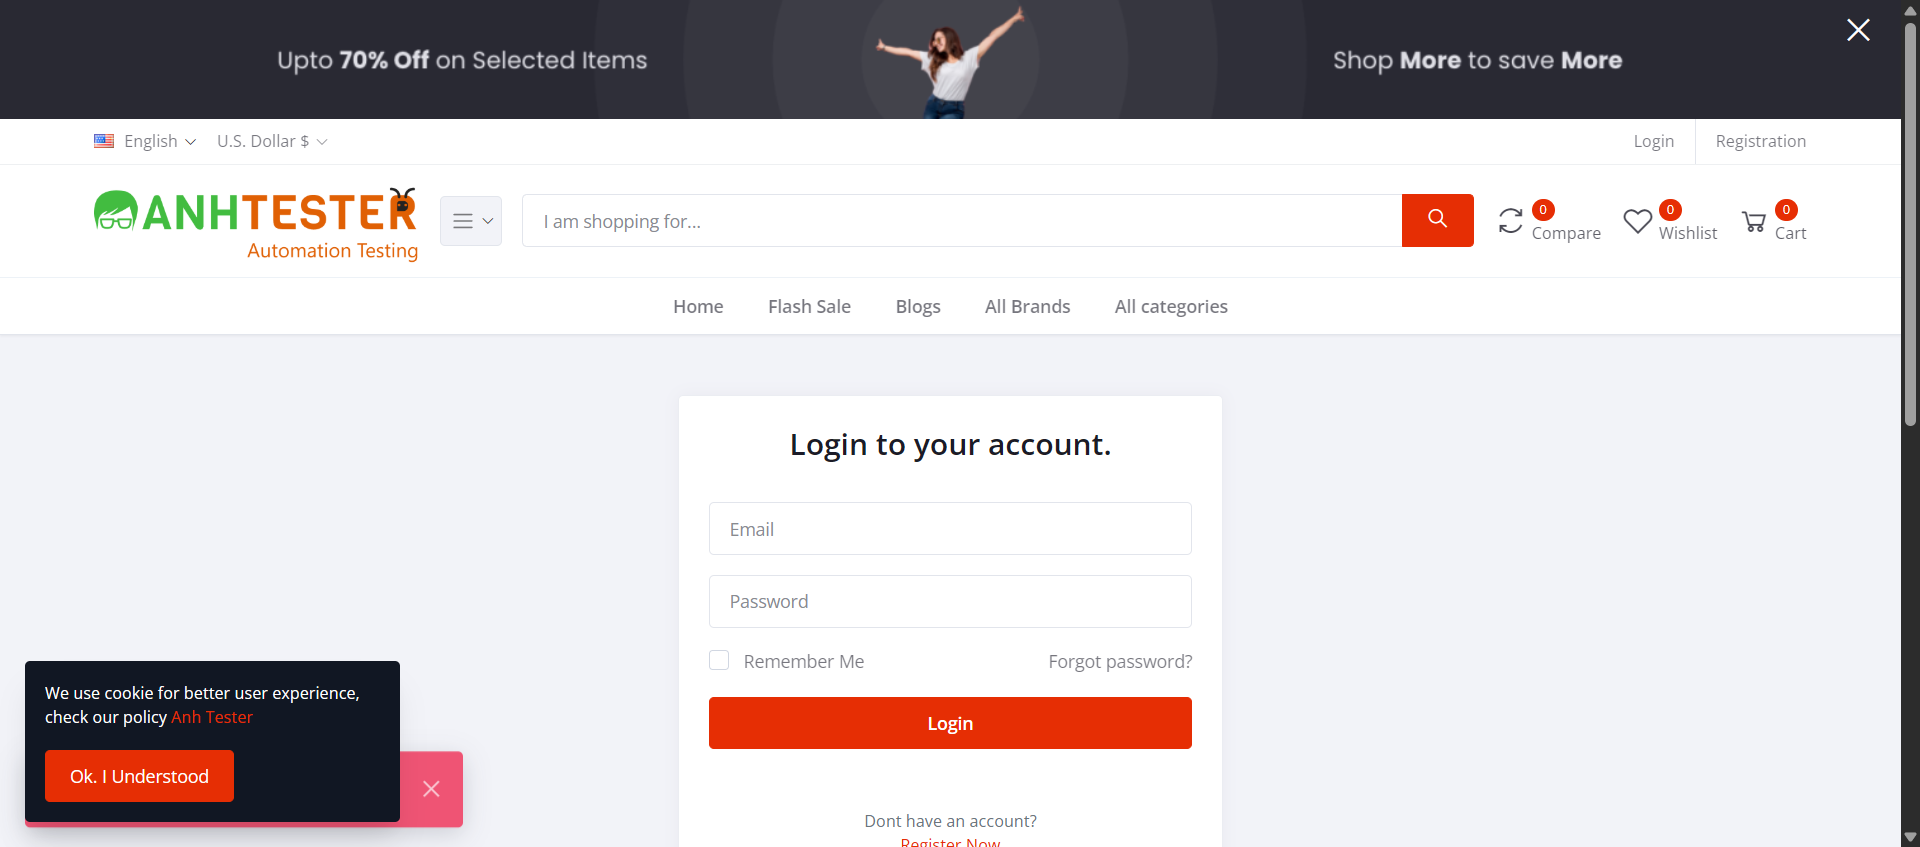 Upto 70% Off on Selected Items
Shop More to save More
English
U.S. Dollar $
Login
Registration
ANHTESTER
Automation Testing
I am shopping for...
0
Compare
0
Wishlist
0
Cart
Home
Flash Sale
Blogs
All Brands
All categories
Login to your account.
Email
Password
Remember Me
Forgot password?
Login
Dont have an account?
Register Now
We use cookie for better user experience,
check our policy Anh Tester
Ok. I Understood